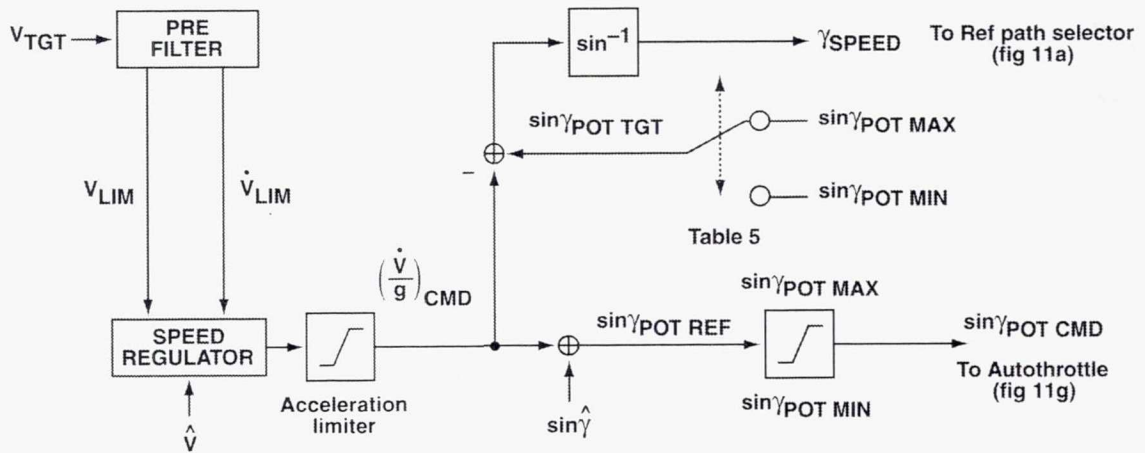 V_TGT
PRE
FILTER
sin⁻¹
γ_SPEED
To Ref path selector
(fig 11a)
sinγ_POT TGT
sinγ_POT MAX
−
V_LIM
V̇_LIM
sinγ_POT MIN
Table 5
(V̇/g)_CMD
sinγ_POT MAX
SPEED
REGULATOR
sinγ_POT REF
sinγ_POT CMD
To Autothrottle
(fig 11g)
Acceleration
limiter
V̂
sinγ̂
sinγ_POT MIN